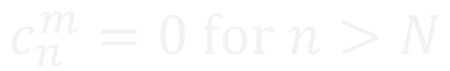 $c_n^m = 0$ for $n > N$